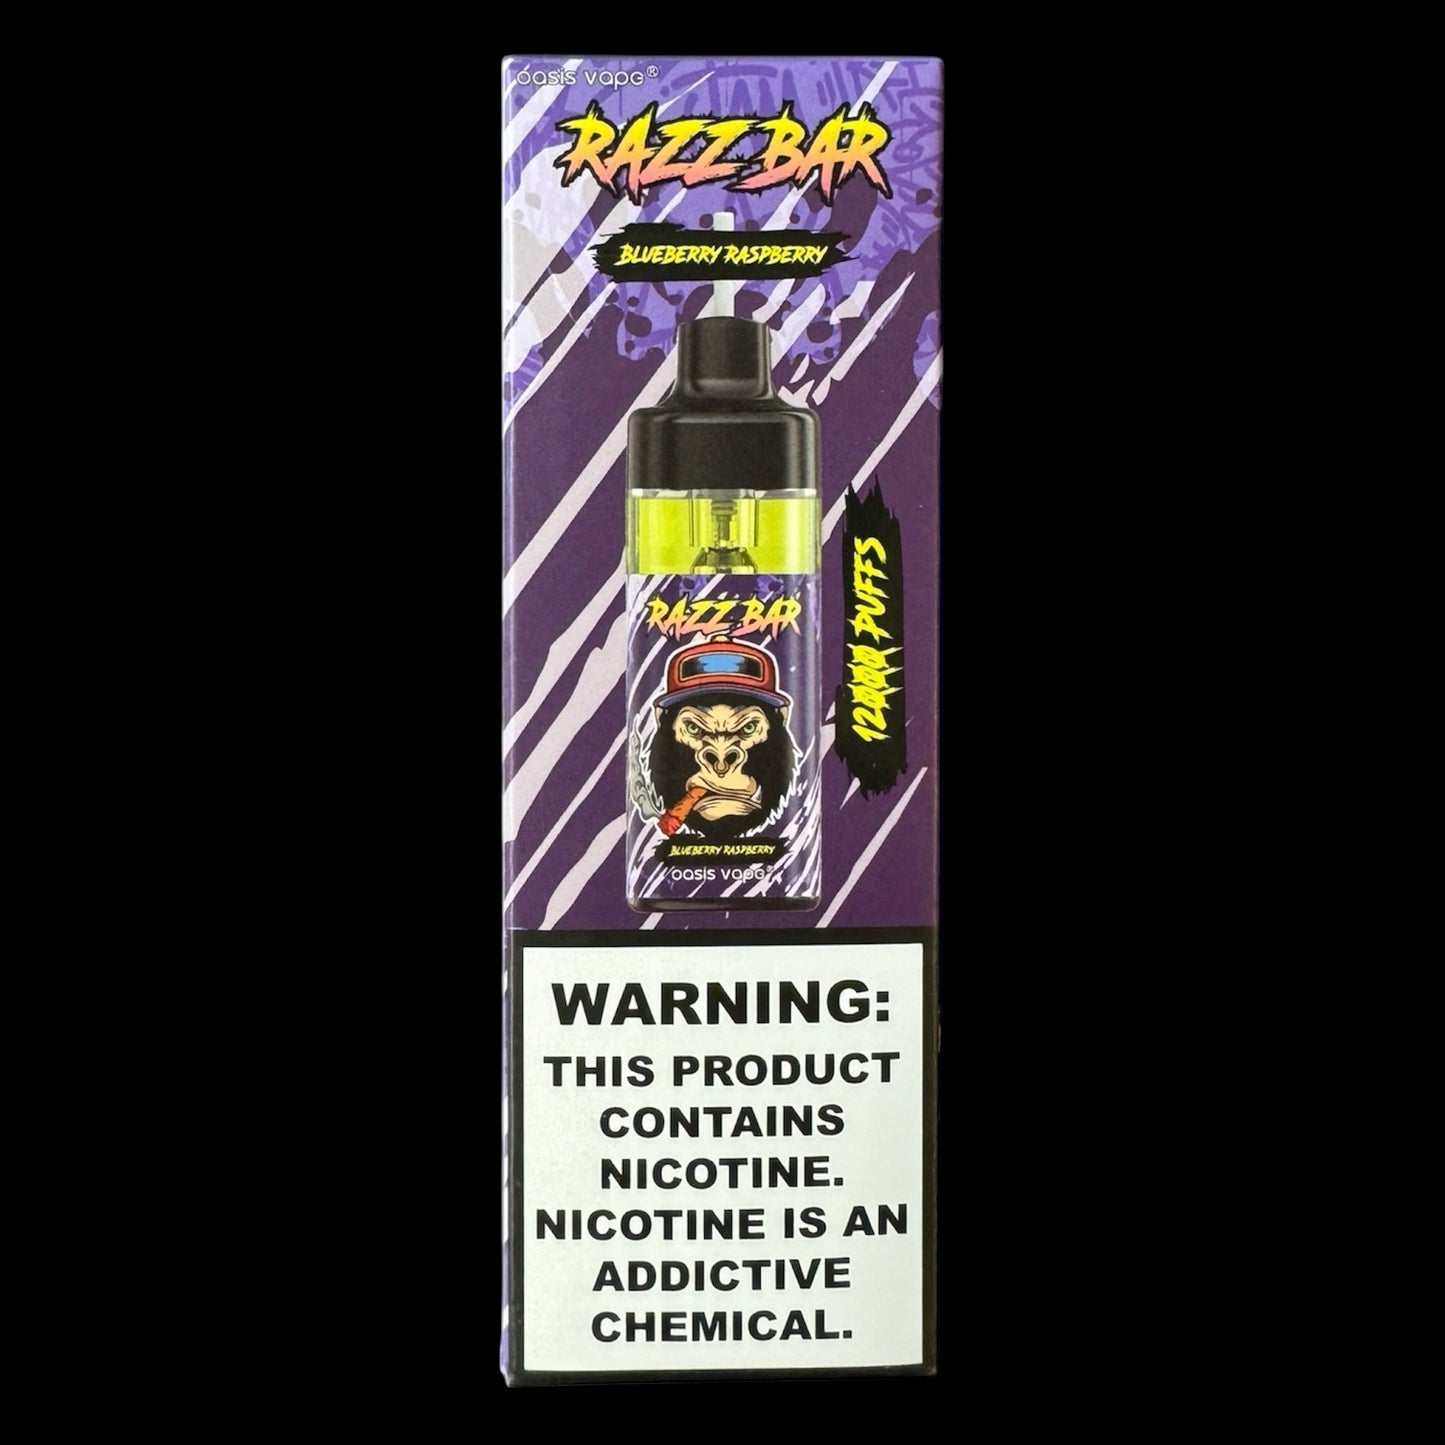 oasis vape®
RAZZ BAR
BLUEBERRY RASPBERRY
12000 PUFFS
RAZZ BAR
BLUEBERRY RASPBERRY
oasis vape®
WARNING:
THIS PRODUCT
CONTAINS
NICOTINE.
NICOTINE IS AN
ADDICTIVE
CHEMICAL.